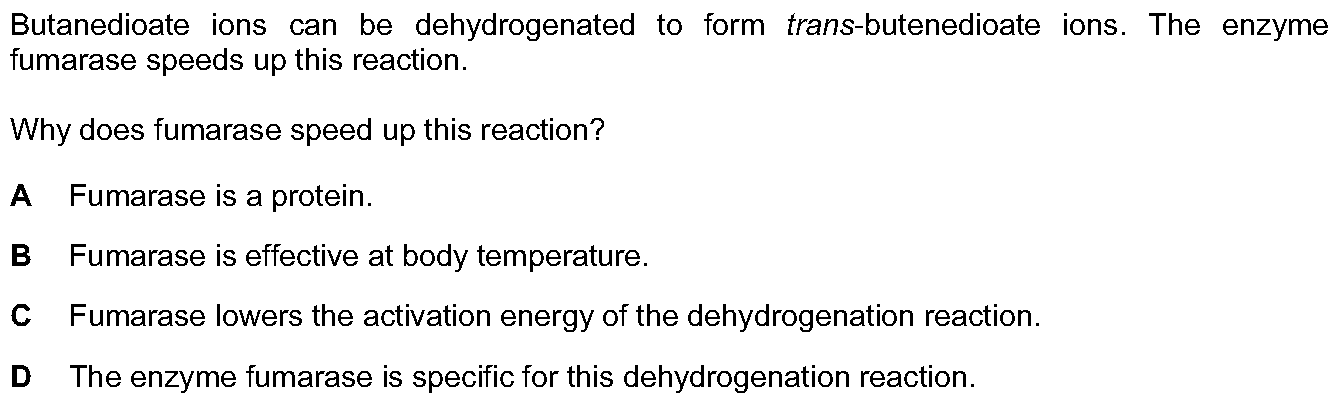 Butanedioate ions can be dehydrogenated to form trans-butenedioate ions. The enzyme
fumarase speeds up this reaction.
Why does fumarase speed up this reaction?
A Fumarase is a protein.
B Fumarase is effective at body temperature.
C Fumarase lowers the activation energy of the dehydrogenation reaction.
D The enzyme fumarase is specific for this dehydrogenation reaction.